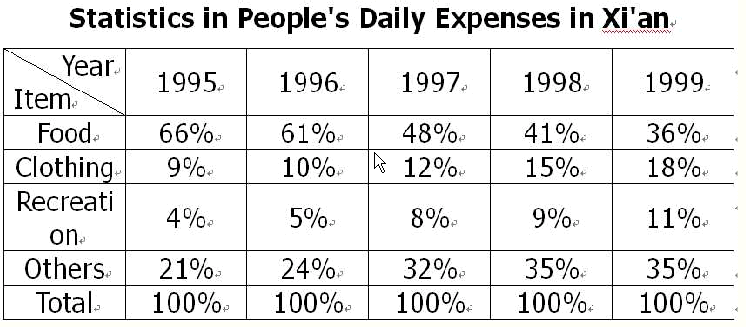 Statistics in People's Daily Expenses in Xi'an
Year
Item 1995 1996 1997 1998 1999
Food 66% 61% 48% 41% 36%
Clothing 9% 10% 12% 15% 18%
Recreati
on 4% 5% 8% 9% 11%
Others 21% 24% 32% 35% 35%
Total 100% 100% 100% 100% 100%